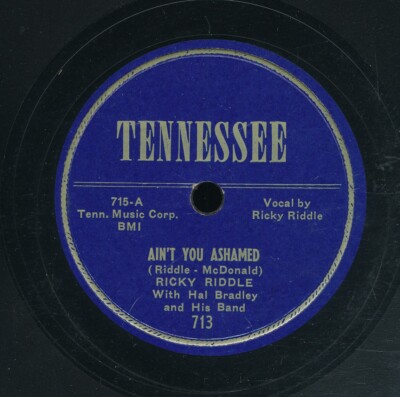 TENNESSEE
715-A
Tenn. Music Corp.
BMI
Vocal by
Ricky Riddle
AIN'T YOU ASHAMED
(Riddle - McDonald)
RICKY RIDDLE
With Hal Bradley
and His Band
713